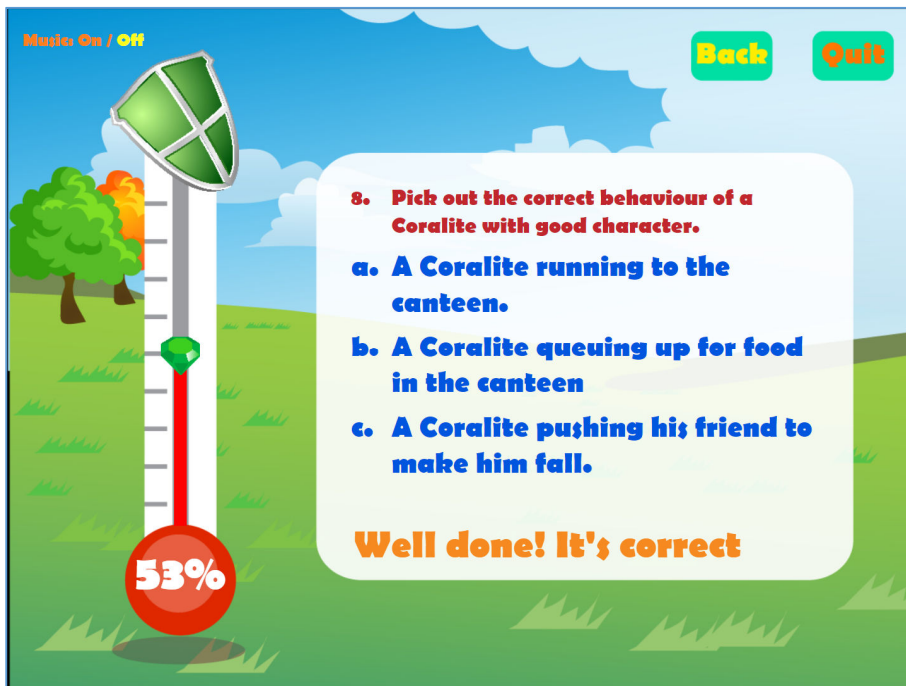 Music: On / Off
Back
Quit
8. Pick out the correct behaviour of a
Coralite with good character.
a. A Coralite running to the
canteen.
b. A Coralite queuing up for food
in the canteen
c. A Coralite pushing his friend to
make him fall.
Well done! It's correct
53%